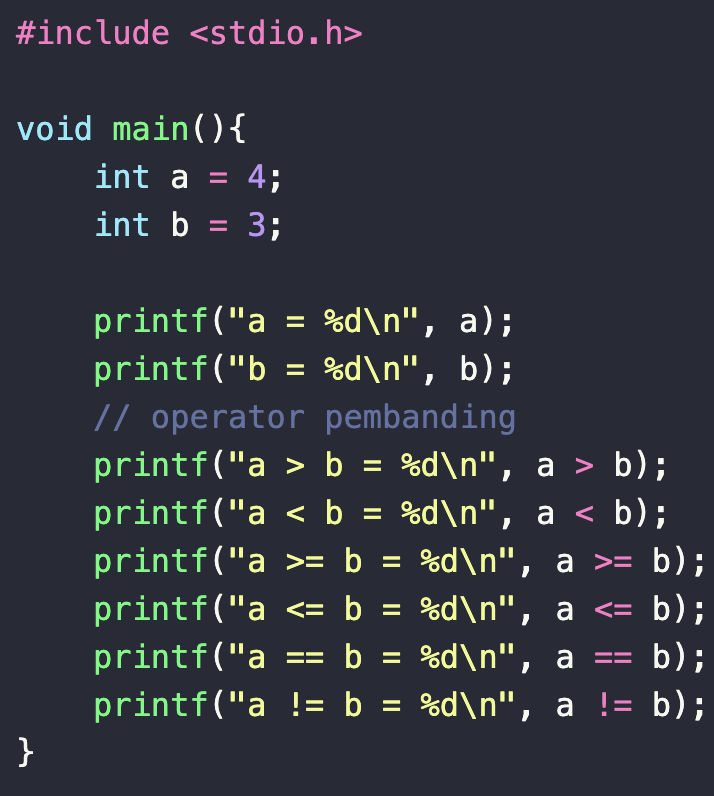 #include <stdio.h>
void main(){
int a = 4;
int b = 3;
printf("a = %d\n", a);
printf("b = %d\n", b);
// operator pembanding
printf("a > b = %d\n", a > b);
printf("a < b = %d\n", a < b);
printf("a >= b = %d\n", a >= b);
printf("a <= b = %d\n", a <= b);
printf("a == b = %d\n", a == b);
printf("a != b = %d\n", a != b);
}